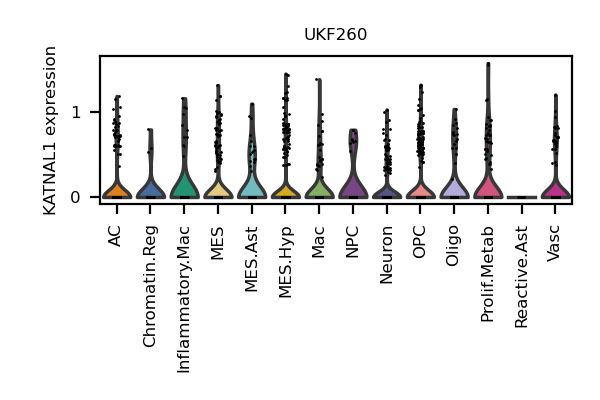 UKF260
KATNAL1 expression
1
0
AC
Chromatin.Reg
Inflammatory.Mac
MES
MES.Ast
MES.Hyp
Mac
NPC
Neuron
OPC
Oligo
Prolif.Metab
Reactive.Ast
Vasc